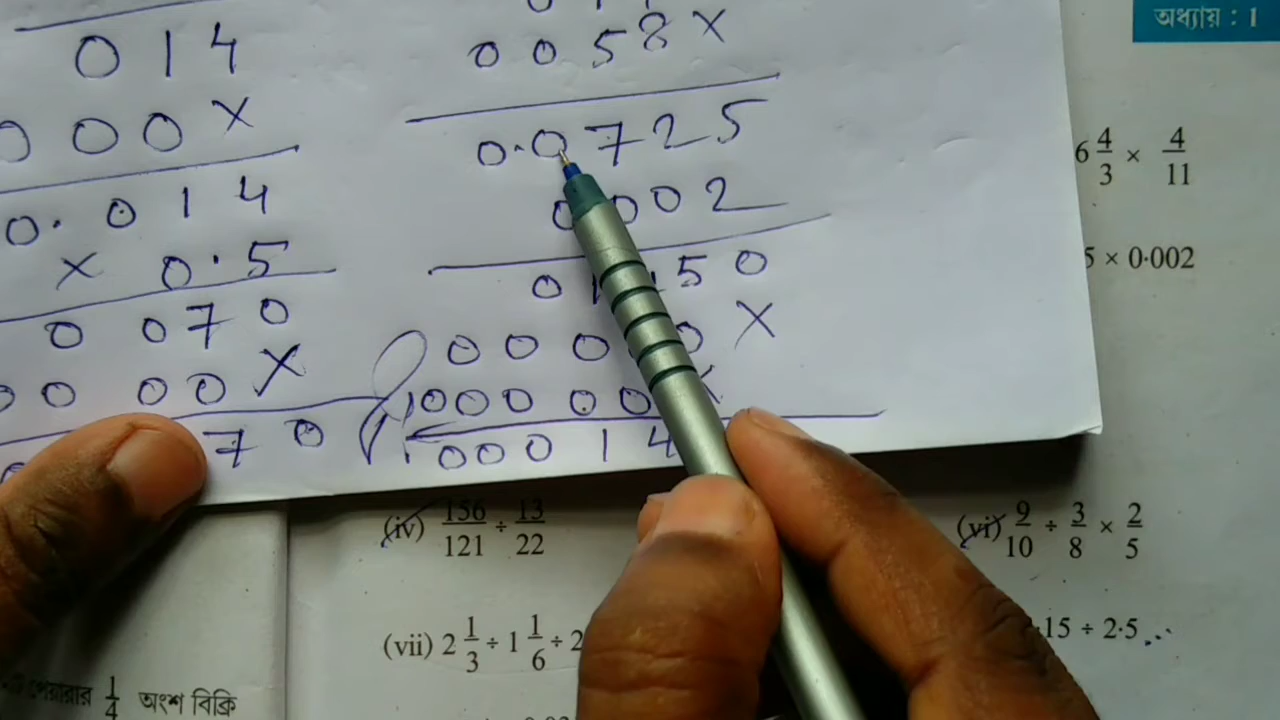 0 1 4
0 0 0 ×
0.0 1 4
× 0.5
0 0 7 0
0 0 0 0 ×
7 0
0 0 5 8 ×
0.0 7 2 5
0 0 0 2
0 1 5 0
0 0 0 0 ×
0 0 0 0 0
0 0 0 1 4
অধ্যায় : 1
6 4/3 × 4/11
5 × 0·002
(iv) 156/121 ÷ 13/22
(vi) 9/10 ÷ 3/8 × 2/5
(vii) 2 1/3 ÷ 1 1/6 ÷ 2
·15 ÷ 2·5
1/4 অংশ বিক্রি